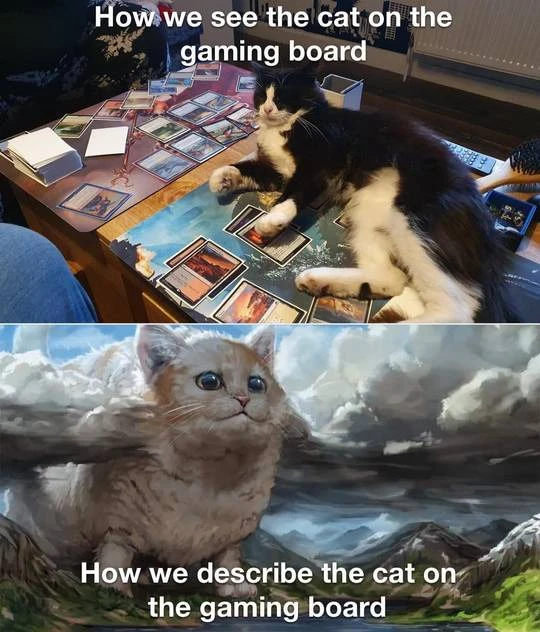 How we see the cat on the
gaming board
How we describe the cat on
the gaming board